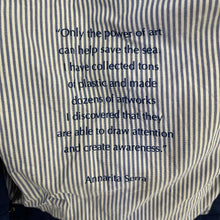 "Only the power of art
can help save the sea.
I have collected tons
of plastic and made
dozens of artworks
I discovered that they
are able to draw attention
and create awareness."
Annarita Serra